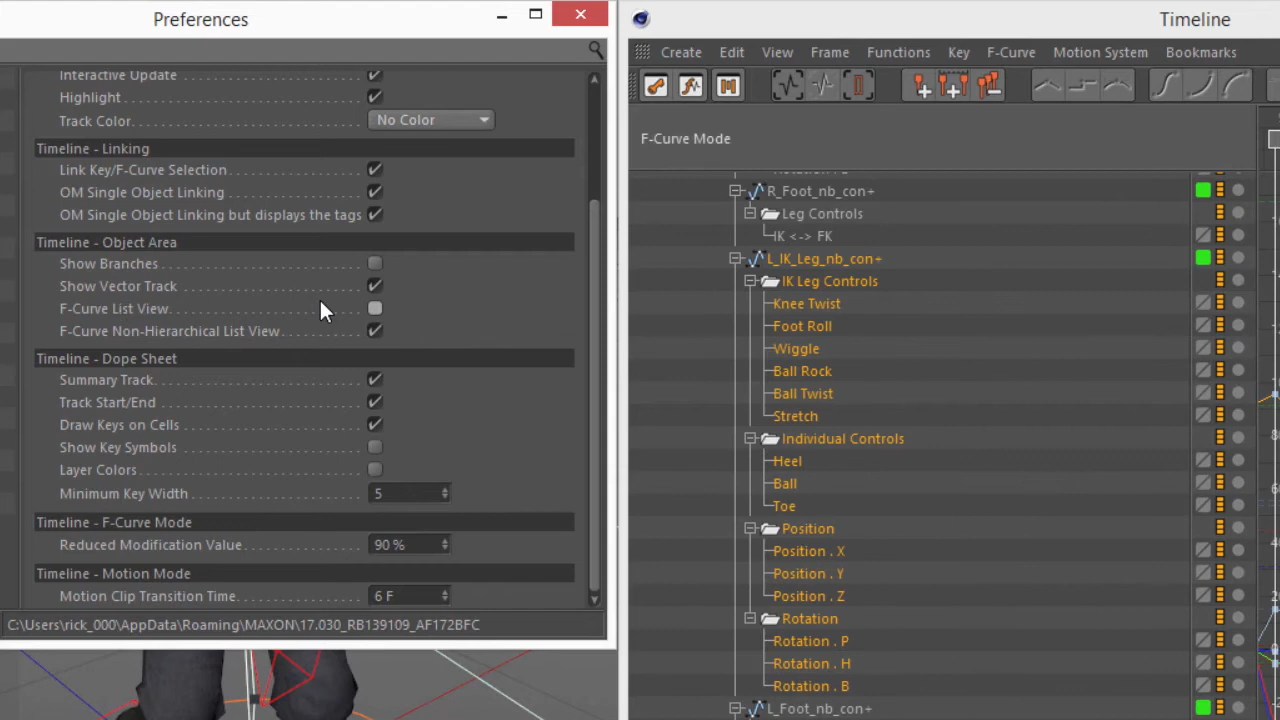 Preferences
Interactive Update
Highlight
Track Color No Color
Timeline - Linking
Link Key/F-Curve Selection
OM Single Object Linking
OM Single Object Linking but displays the tags
Timeline - Object Area
Show Branches
Show Vector Track
F-Curve List View
F-Curve Non-Hierarchical List View
Timeline - Dope Sheet
Summary Track
Track Start/End
Draw Keys on Cells
Show Key Symbols
Layer Colors
Minimum Key Width 5
Timeline - F-Curve Mode
Reduced Modification Value 90 %
Timeline - Motion Mode
Motion Clip Transition Time 6 F
C:\Users\rick_000\AppData\Roaming\MAXON\17.030_RB139109_AF172BFC
Timeline
Create Edit View Frame Functions Key F-Curve Motion System Bookmarks
F-Curve Mode
R_Foot_nb_con+
Leg Controls
IK <-> FK
L_IK_Leg_nb_con+
IK Leg Controls
Knee Twist
Foot Roll
Wiggle
Ball Rock
Ball Twist
Stretch
Individual Controls
Heel
Ball
Toe
Position
Position . X
Position . Y
Position . Z
Rotation
Rotation . P
Rotation . H
Rotation . B
L_Foot_nb_con+